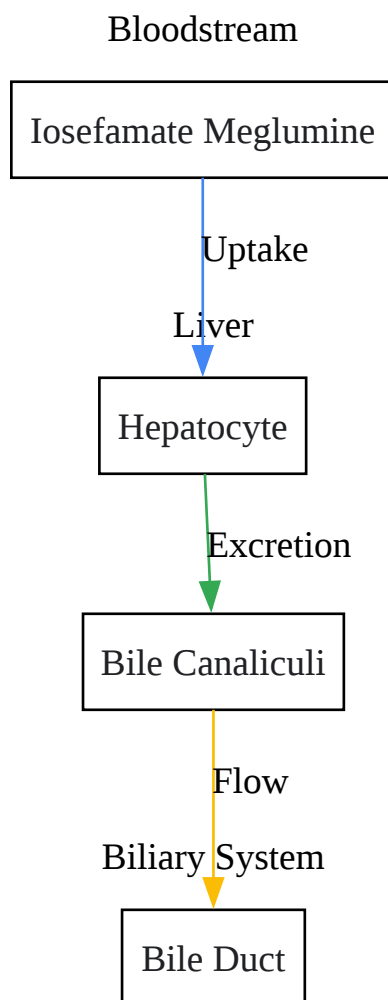 Bloodstream
Iosefamate Meglumine
Uptake
Liver
Hepatocyte
Excretion
Bile Canaliculi
Flow
Biliary System
Bile Duct